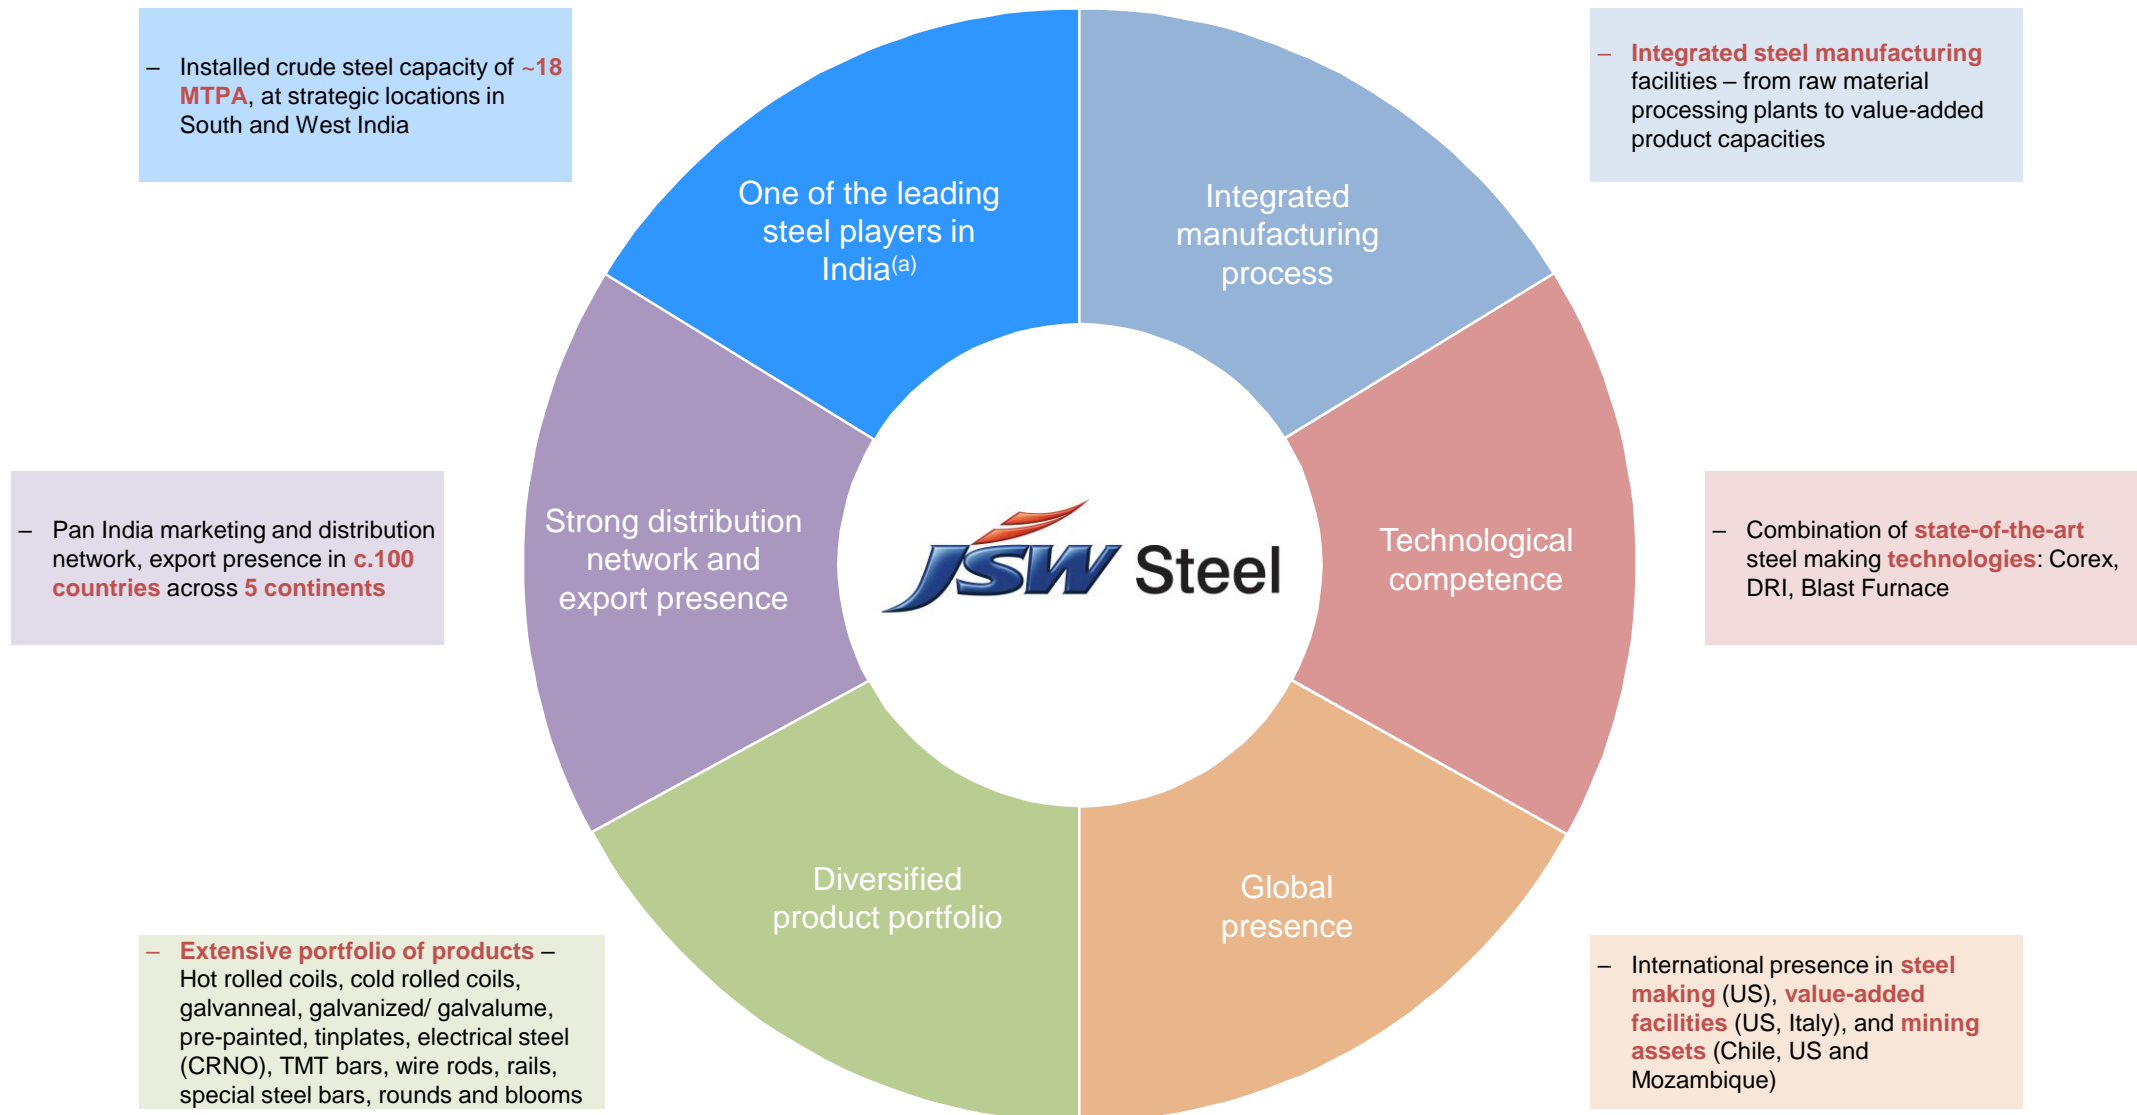 – Installed crude steel capacity of ~18
MTPA, at strategic locations in
South and West India
– Integrated steel manufacturing
facilities – from raw material
processing plants to value-added
product capacities
One of the leading
steel players in
India(a)
Integrated
manufacturing
process
– Pan India marketing and distribution
network, export presence in c.100
countries across 5 continents
Strong distribution
network and
export presence
JSW Steel
Technological
competence
– Combination of state-of-the-art
steel making technologies: Corex,
DRI, Blast Furnace
Diversified
product portfolio
Global
presence
– Extensive portfolio of products –
Hot rolled coils, cold rolled coils,
galvanneal, galvanized/ galvalume,
pre-painted, tinplates, electrical steel
(CRNO), TMT bars, wire rods, rails,
special steel bars, rounds and blooms
– International presence in steel
making (US), value-added
facilities (US, Italy), and mining
assets (Chile, US and
Mozambique)